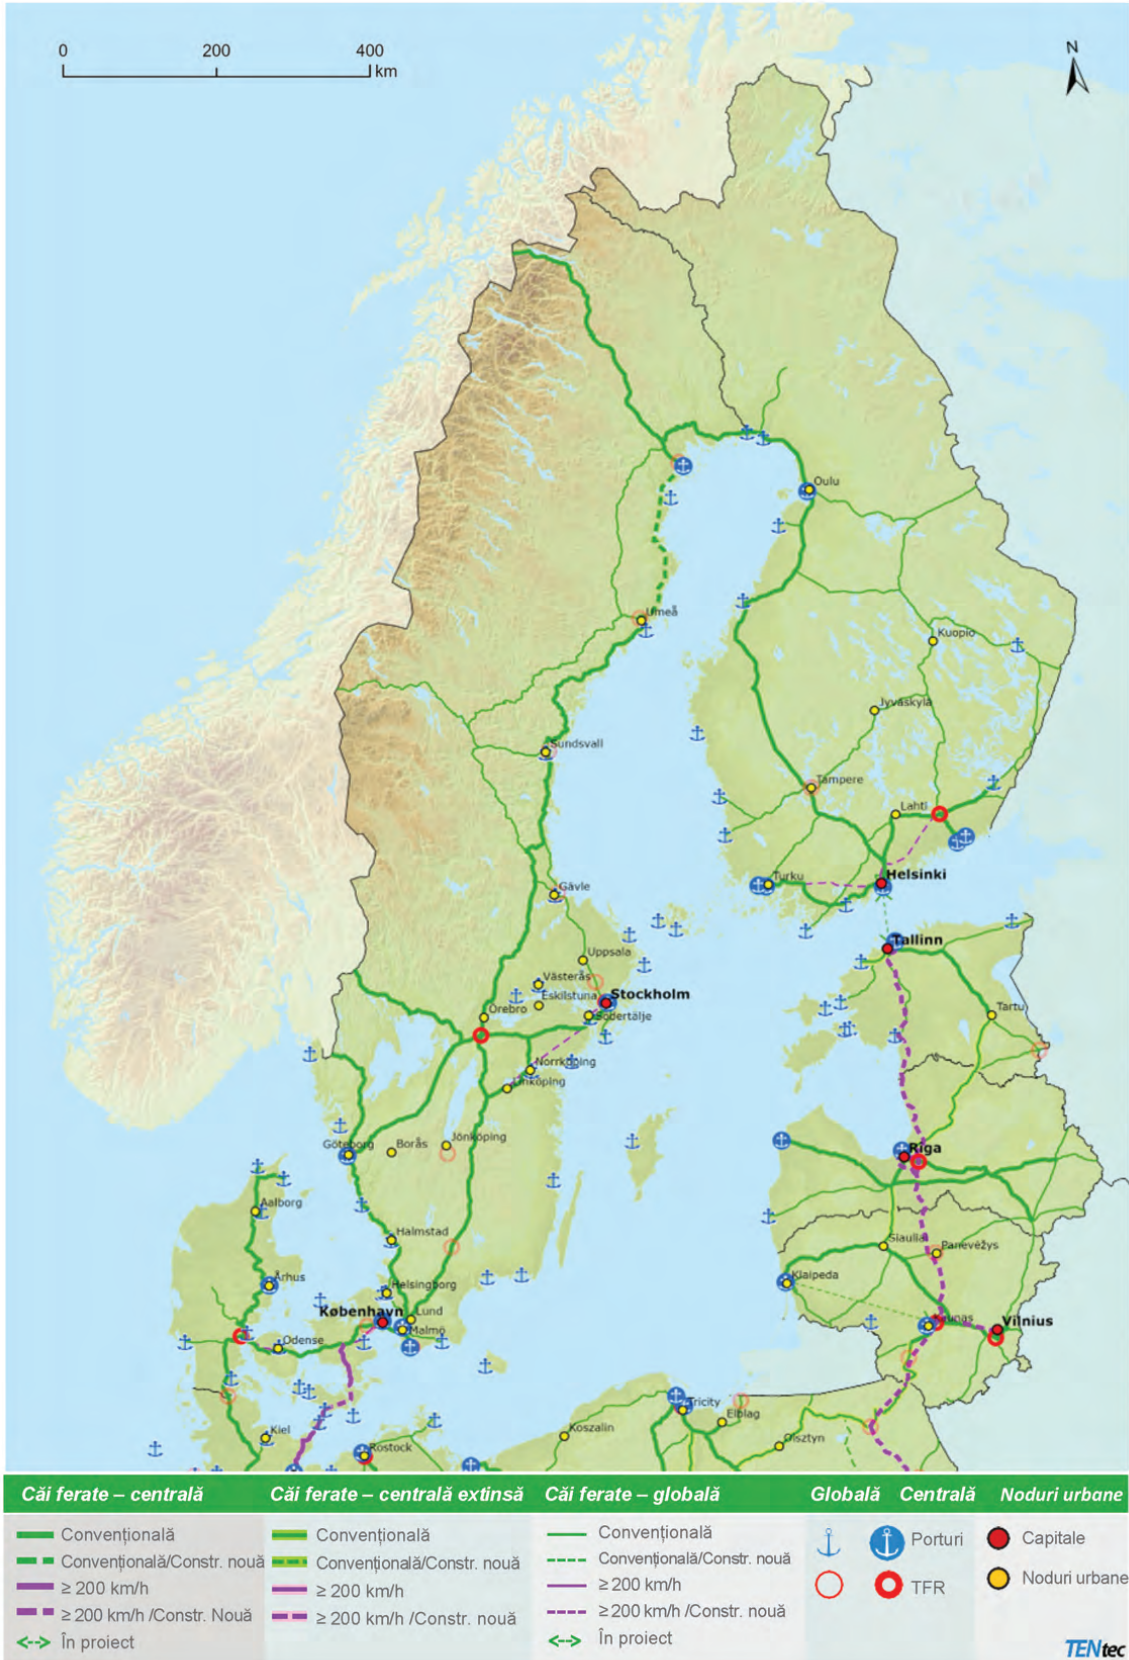 0 200 400
km
N
Oulu
Umeå
Kuopio
Jyväskylä
Sundsvall
Tampere
Lahti
Gävle
Turku
Helsinki
Tallinn
Uppsala
Västerås
Eskilstuna
Stockholm
Södertälje
Örebro
Tartu
Norrköping
Linköping
Göteborg
Borås
Jönköping
Riga
Aalborg
Halmstad
Siauliai
Panevėžys
Århus
Helsingborg
Klaipeda
København
Lund
Malmö
Kaunas
Vilnius
Odense
Tricity
Elblag
Kiel
Koszalin
Olsztyn
Rostock
Căi ferate – centrală
Convențională
Convențională/Constr. nouă
≥ 200 km/h
≥ 200 km/h /Constr. Nouă
În proiect
Căi ferate – centrală extinsă
Convențională
Convențională/Constr. nouă
≥ 200 km/h
≥ 200 km/h /Constr. nouă
Căi ferate – globală
Convențională
Convențională/Constr. nouă
≥ 200 km/h
≥ 200 km/h /Constr. nouă
În proiect
Globală Centrală
Porturi
TFR
Noduri urbane
Capitale
Noduri urbane
TENtec